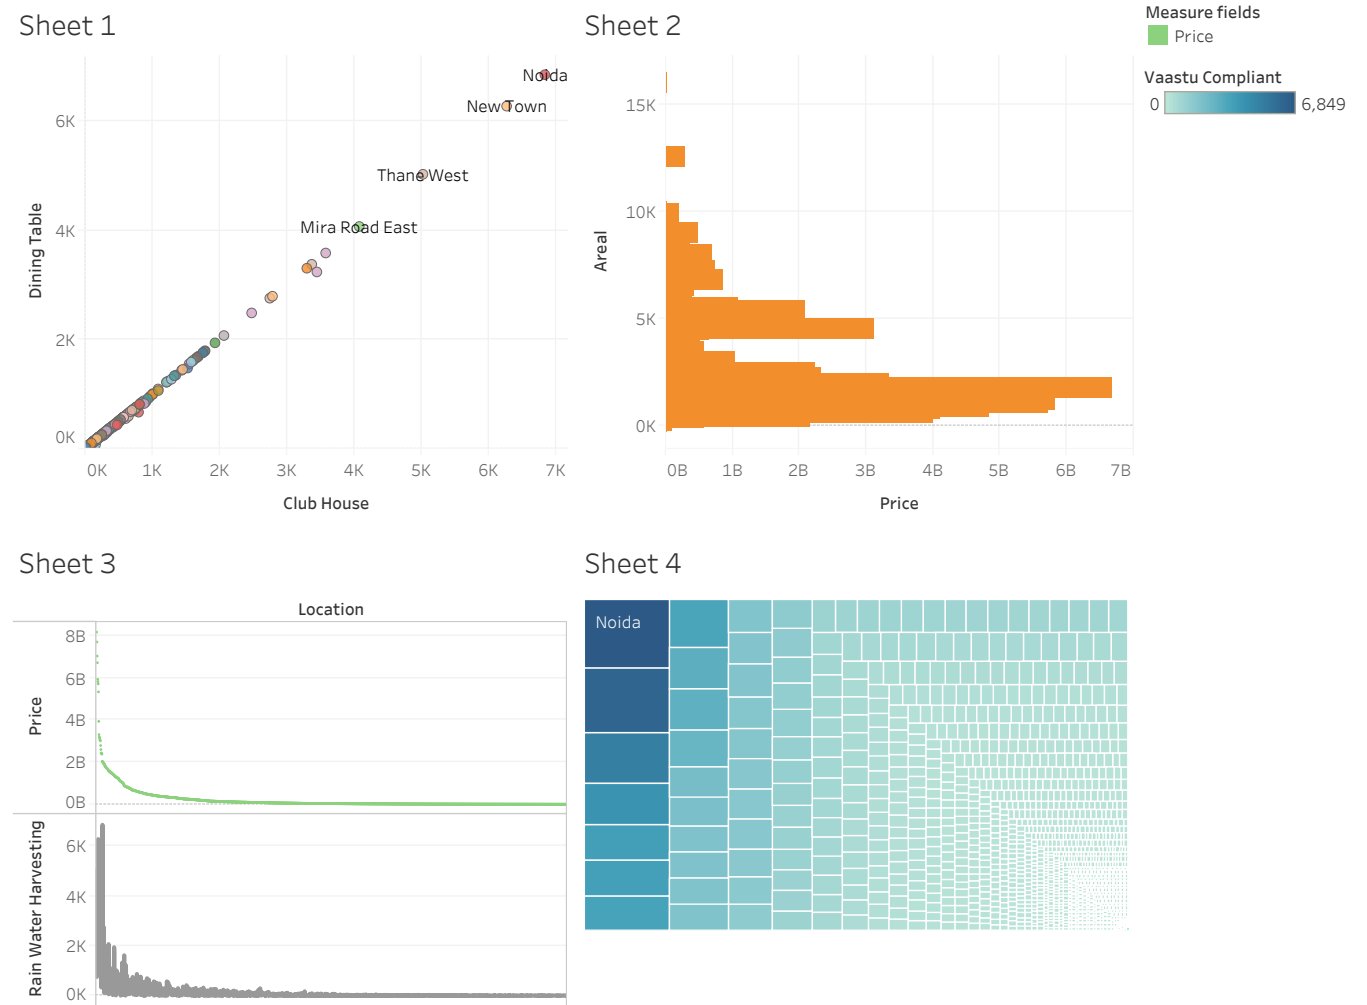 Sheet 1
Noida
New Town
Thane West
Mira Road East
6K
4K
2K
0K
Dining Table
0K 1K 2K 3K 4K 5K 6K 7K
Club House
Sheet 2
15K
10K
5K
0K
Areal
0B 1B 2B 3B 4B 5B 6B 7B
Price
Measure fields
Price
Vaastu Compliant
0 6,849
Sheet 3
Location
8B
6B
4B
2B
0B
Price
6K
4K
2K
0K
Rain Water Harvesting
Sheet 4
Noida